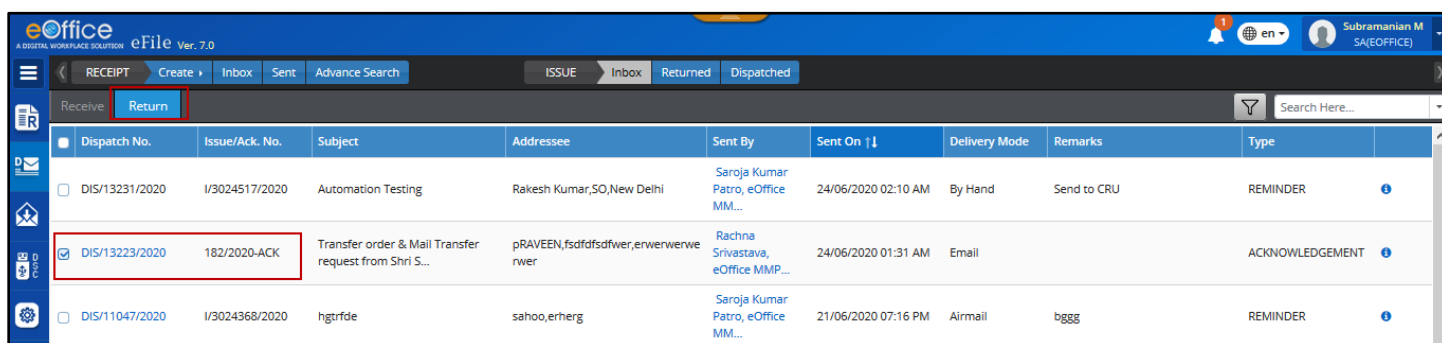 eOffice
A DIGITAL WORKPLACE SOLUTION eFile Ver. 7.0
1
en
Subramanian M
SA(EOFFICE)
RECEIPT Create Inbox Sent Advance Search ISSUE Inbox Returned Dispatched
Receive Return Search Here...
Dispatch No. Issue/Ack. No. Subject Addressee Sent By Sent On Delivery Mode Remarks Type
DIS/13231/2020 I/3024517/2020 Automation Testing Rakesh Kumar,SO,New Delhi Saroja Kumar 24/06/2020 02:10 AM By Hand Send to CRU REMINDER
Patro, eOffice
MM...
DIS/13223/2020 182/2020-ACK Transfer order & Mail Transfer pRAVEEN,fsdfdfsdfwer,erwerwerwe Rachna 24/06/2020 01:31 AM Email ACKNOWLEDGEMENT
request from Shri S... rwer Srivastava,
eOffice MMP...
DIS/11047/2020 I/3024368/2020 hgtrfde sahoo,erherg Saroja Kumar 21/06/2020 07:16 PM Airmail bggg REMINDER
Patro, eOffice
MM...
R
D
DSC